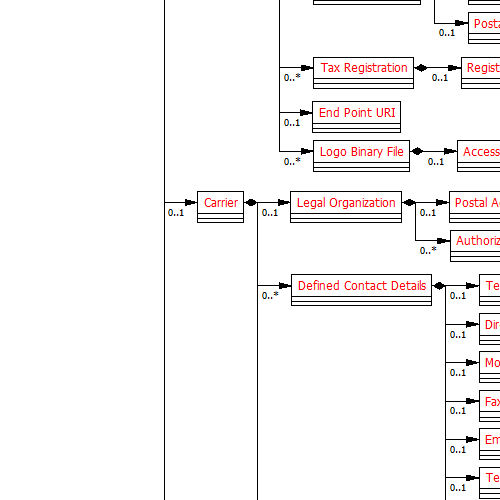 Posta
0..1
Tax Registration
Regist
0..*
0..1
End Point URI
0..1
Logo Binary File
Access
0..*
0..1
Carrier
Legal Organization
Postal A
0..1
0..1
0..1
Authoriz
0..*
Defined Contact Details
Te
0..*
0..1
Dir
0..1
Mo
0..1
Fax
0..1
Em
0..1
Te
0..1